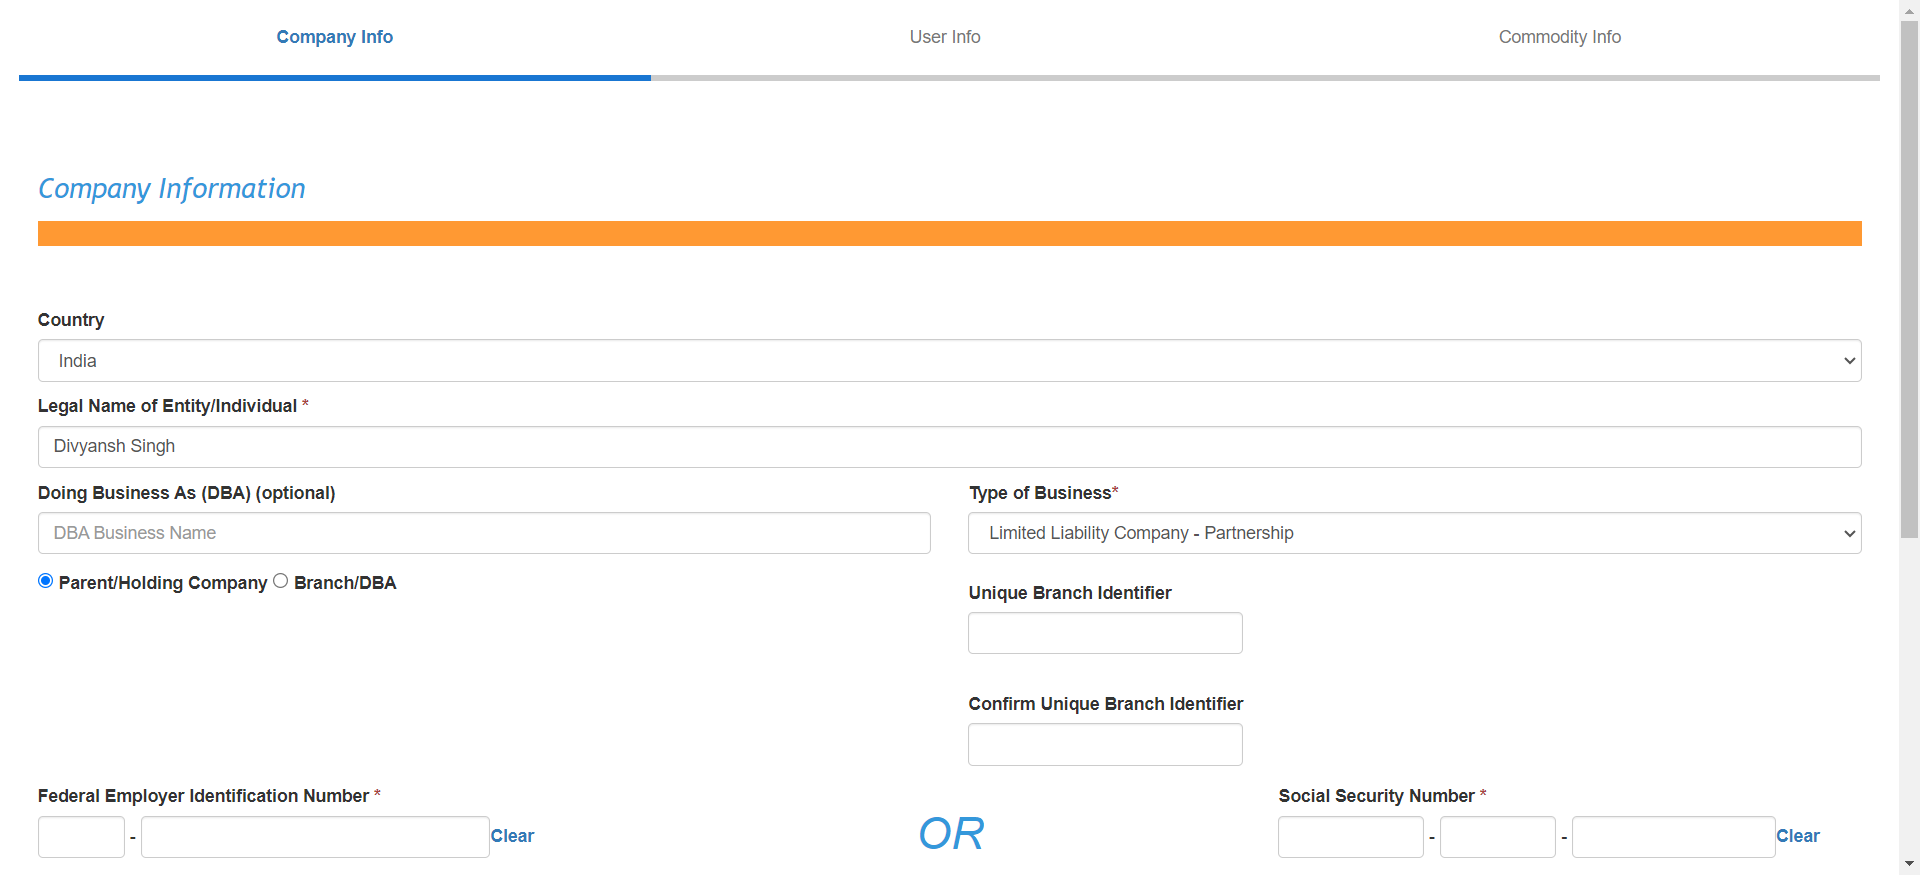 Company Info User Info Commodity Info
Company Information
Country
India
Legal Name of Entity/Individual *
Divyansh Singh
Doing Business As (DBA) (optional) Type of Business*
DBA Business Name Limited Liability Company - Partnership
Parent/Holding Company Branch/DBA
Unique Branch Identifier
Confirm Unique Branch Identifier
Federal Employer Identification Number * Social Security Number *
- Clear OR - - Clear